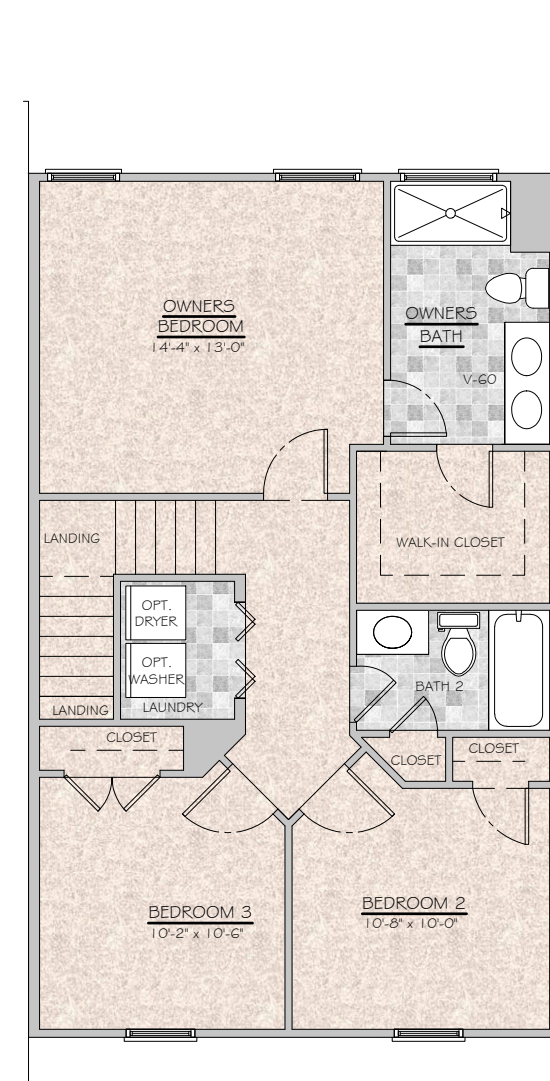 OWNERS
BEDROOM
14'-4" x 13'-0"
OWNERS
BATH
V-60
LANDING
WALK-IN CLOSET
OPT.
DRYER
OPT.
WASHER
LAUNDRY
LANDING
BATH 2
CLOSET
CLOSET
CLOSET
BEDROOM 3
10'-2" x 10'-6"
BEDROOM 2
10'-8" x 10'-0"